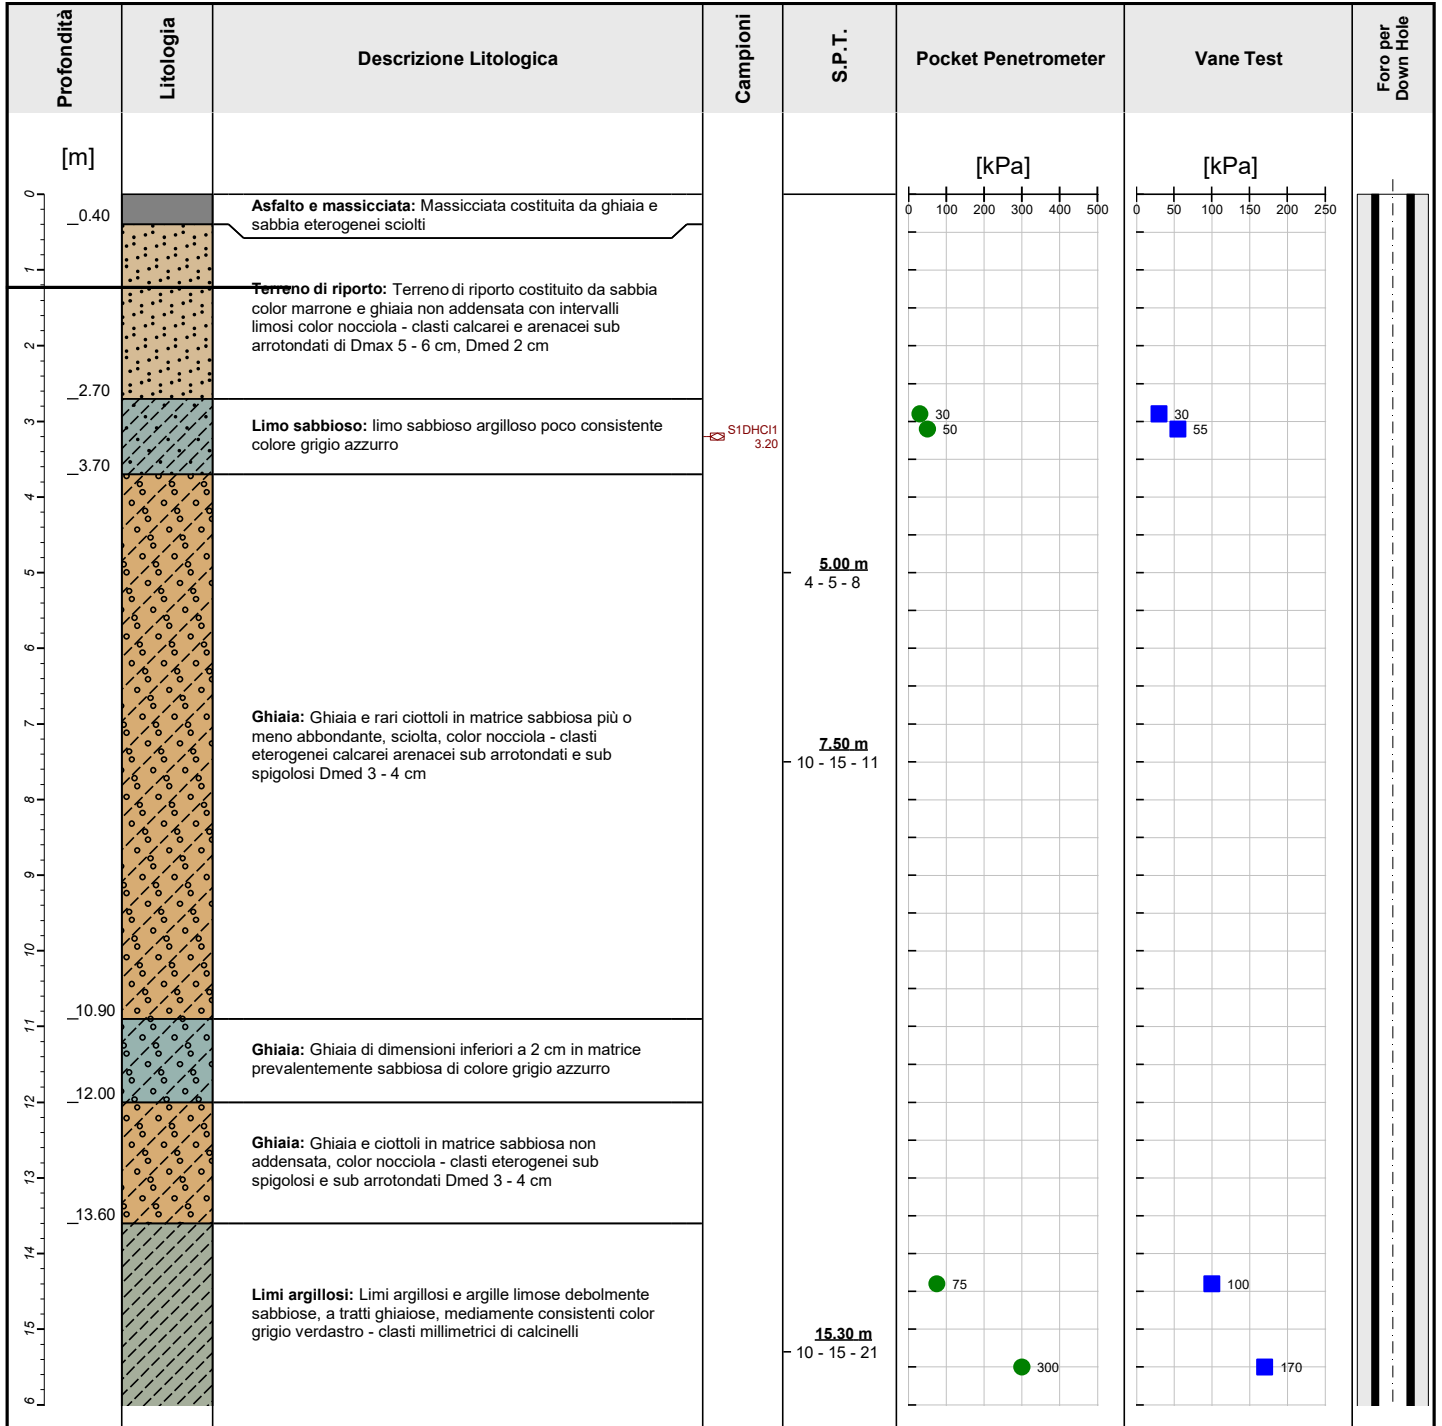 Profondità
Litologia
Descrizione Litologica
Campioni
S.P.T.
Pocket Penetrometer
Vane Test
Foro per
Down Hole
[m]
[kPa]
[kPa]
0 100 200 300 400 500
0 50 100 150 200 250
0
1
2
3
4
5
6
7
8
9
10
11
12
13
14
15
6
0.40
2.70
3.70
10.90
12.00
13.60
Asfalto e massicciata: Massicciata costituita da ghiaia e
sabbia eterogenei sciolti
Terreno di riporto: Terreno di riporto costituito da sabbia
color marrone e ghiaia non addensata con intervalli
limosi color nocciola - clasti calcarei e arenacei sub
arrotondati di Dmax 5 - 6 cm, Dmed 2 cm
Limo sabbioso: limo sabbioso argilloso poco consistente
colore grigio azzurro
S1DHCI1
3.20
30
50
30
55
5.00 m
4 - 5 - 8
Ghiaia: Ghiaia e rari ciottoli in matrice sabbiosa più o
meno abbondante, sciolta, color nocciola - clasti
eterogenei calcarei arenacei sub arrotondati e sub
spigolosi Dmed 3 - 4 cm
7.50 m
10 - 15 - 11
Ghiaia: Ghiaia di dimensioni inferiori a 2 cm in matrice
prevalentemente sabbiosa di colore grigio azzurro
Ghiaia: Ghiaia e ciottoli in matrice sabbiosa non
addensata, color nocciola - clasti eterogenei sub
spigolosi e sub arrotondati Dmed 3 - 4 cm
Limi argillosi: Limi argillosi e argille limose debolmente
sabbiose, a tratti ghiaiose, mediamente consistenti color
grigio verdastro - clasti millimetrici di calcinelli
75
100
15.30 m
10 - 15 - 21
300
170